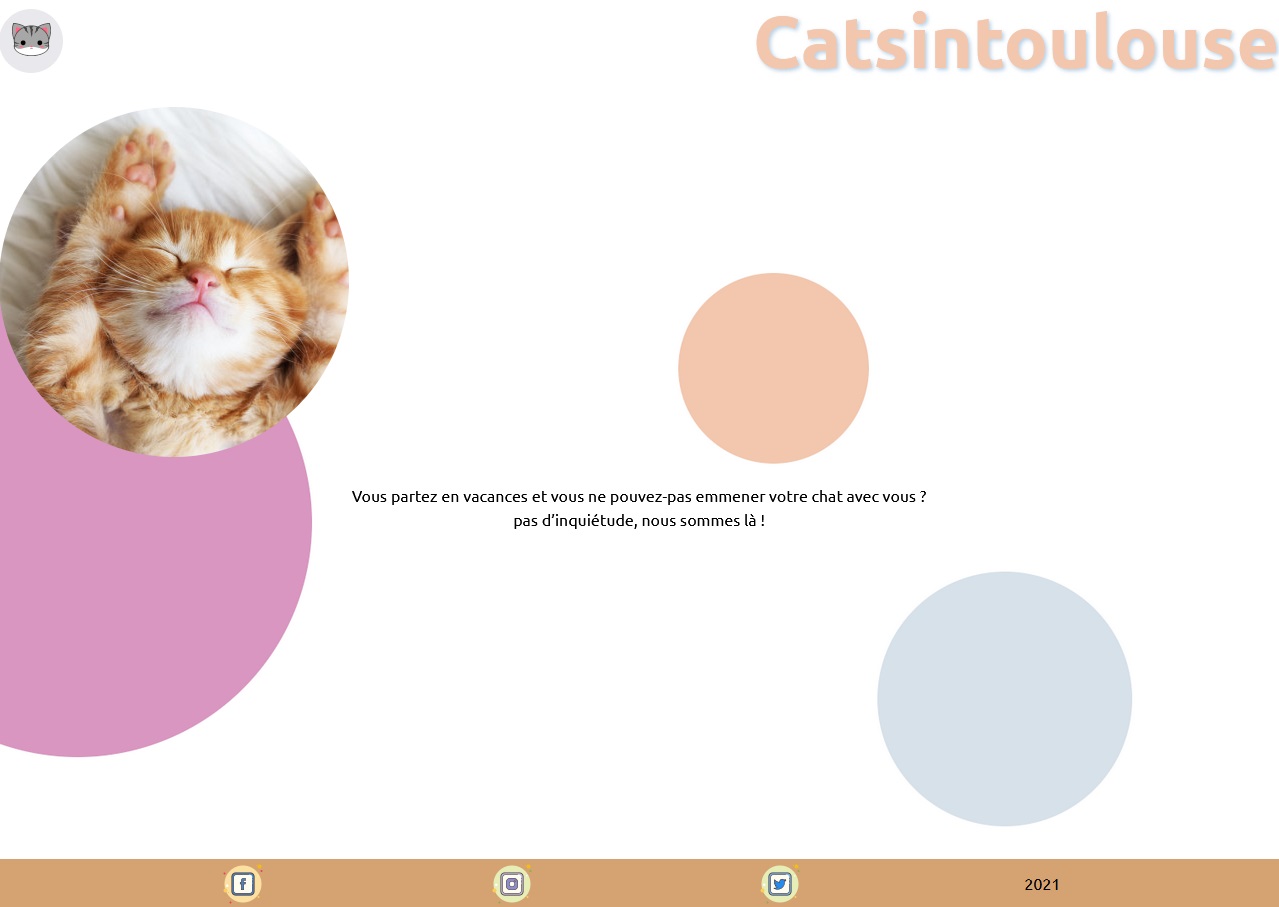 Catsintoulouse
Vous partez en vacances et vous ne pouvez-pas emmener votre chat avec vous ?
pas d’inquiétude, nous sommes là !
2021